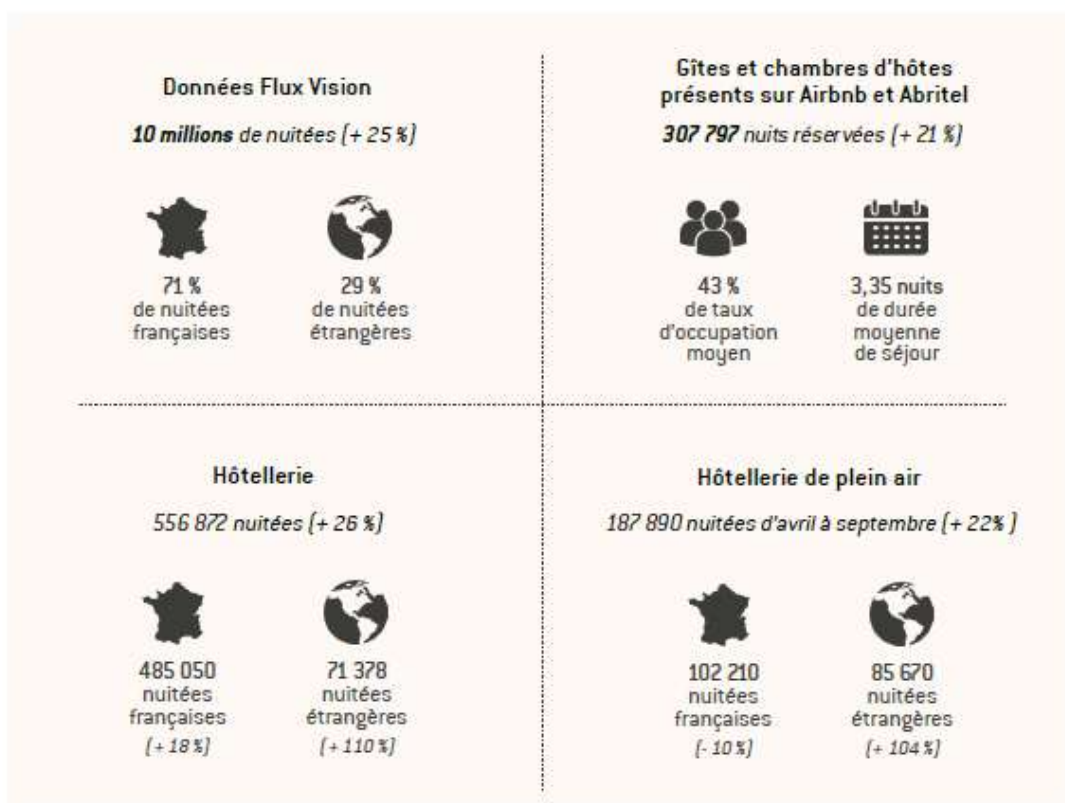 Données Flux Vision
10 millions de nuitées (+ 25 %)
71 %
de nuitées
françaises
29 %
de nuitées
étrangères
Gîtes et chambres d'hôtes
présents sur Airbnb et Abritel
307 797 nuits réservées (+ 21 %)
43 %
de taux
d'occupation
moyen
3,35 nuits
de durée
moyenne
de séjour
Hôtellerie
556 872 nuitées (+ 26 %)
485 050
nuitées
françaises
(+ 18 %)
71 378
nuitées
étrangères
(+ 110 %)
Hôtellerie de plein air
187 890 nuitées d'avril à septembre (+ 22% )
102 210
nuitées
françaises
(- 10 %)
85 670
nuitées
étrangères
(+ 104 %)